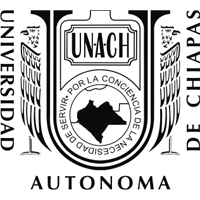 UNIVERSIDAD
UNACH
POR LA CONCIENCIA DE LA NECESIDAD DE SERVIR
DE CHIAPAS
AUTONOMA